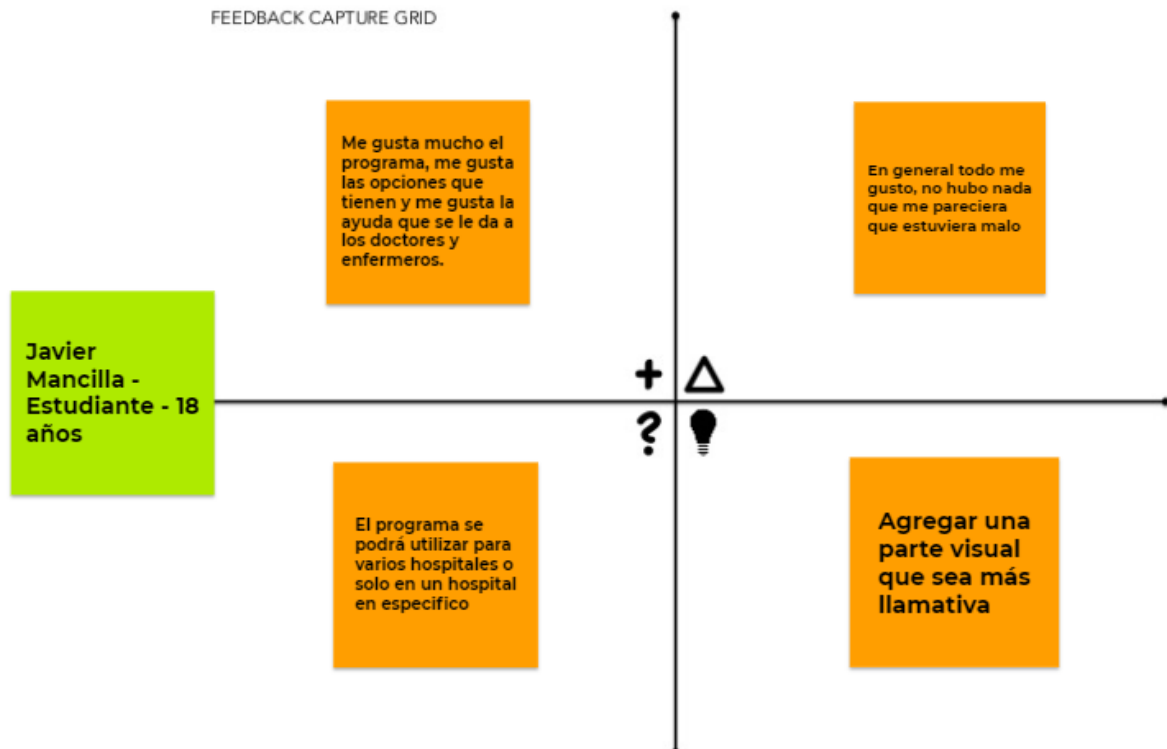 FEEDBACK CAPTURE GRID
Me gusta mucho el
programa, me gusta
las opciones que
tienen y me gusta la
ayuda que se le da a
los doctores y
enfermeros.
En general todo me
gusto, no hubo nada
que me pareciera
que estuviera malo
Javier
Mancilla -
Estudiante - 18
años
+
?
El programa se
podrá utilizar para
varios hospitales o
solo en un hospital
en especifico
Agregar una
parte visual
que sea más
llamativa